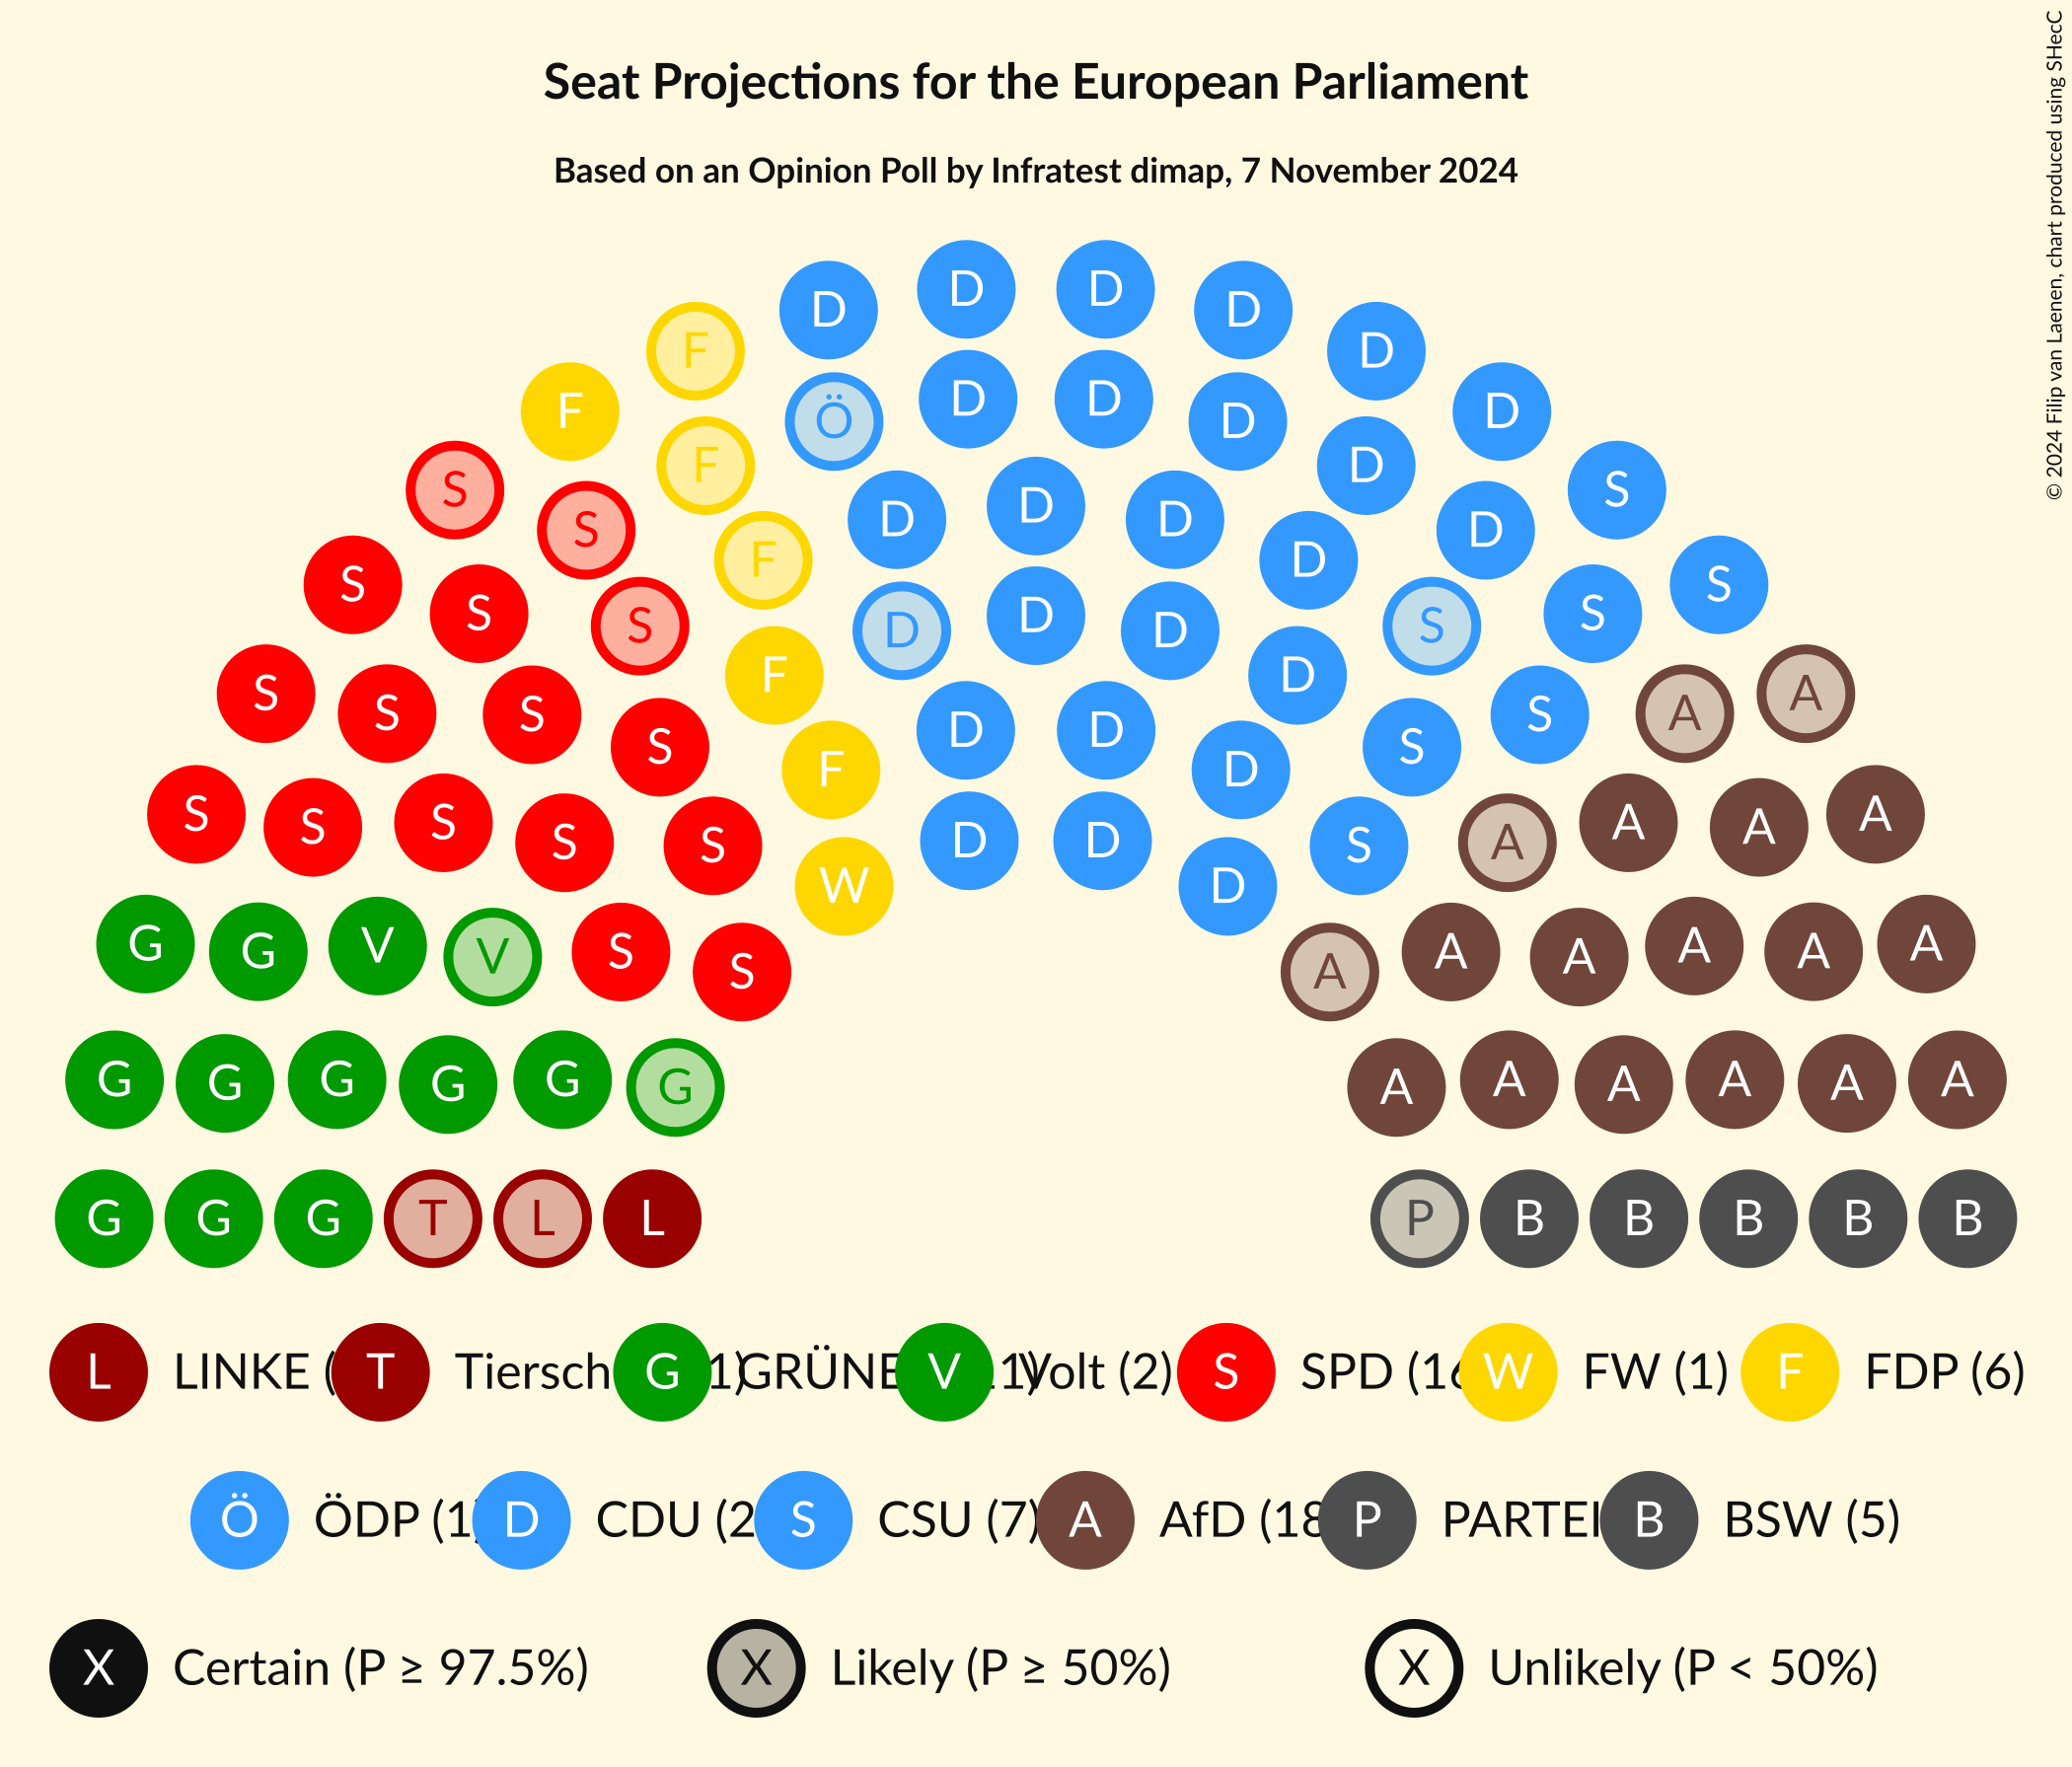 Seat Projections for the European Parliament
Based on an Opinion Poll by Infratest dimap, 7 November 2024
© 2024 Filip van Laenen, chart produced using SHecC
D D D D
F D
Ö D D D
F D
F D
S D D D S
S D
F D
S S
S D D S
S S
F D D S
S A
S S D D S
S A
F D
S S A A
S S S A A
S D D S
W D
G G V V S A A A A A
S A
G G G G G G A A A A A A
G G G T L L P B B B B B
L LINKE ( T Tiersch G 1) GRÜNE V 1) Volt (2) S SPD (16 W FW (1) F FDP (6)
Ö ÖDP (1 D CDU (2 S CSU (7) A AfD (18 P PARTEI B BSW (5)
X Certain (P ≥ 97.5%) X Likely (P ≥ 50%) X Unlikely (P < 50%)